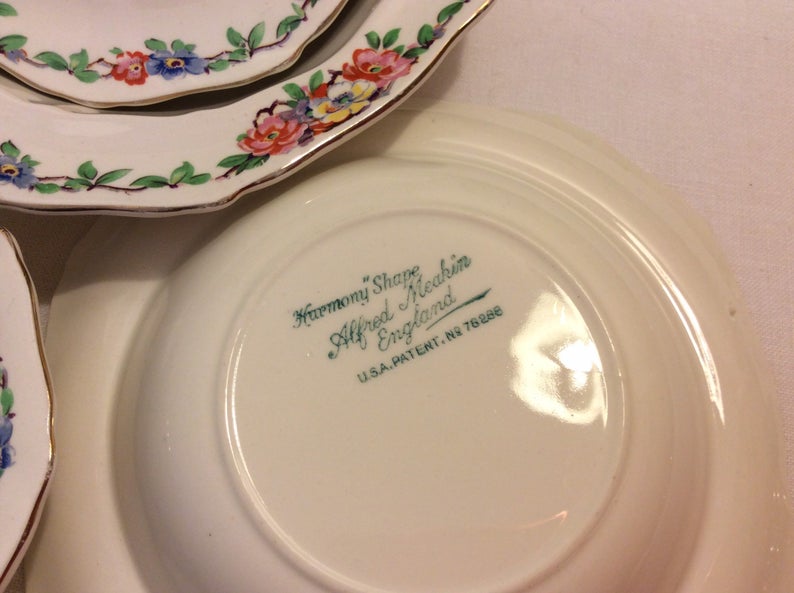 "Harmony" Shape
Alfred Meakin
England
U.S.A. PATENT. No 76286